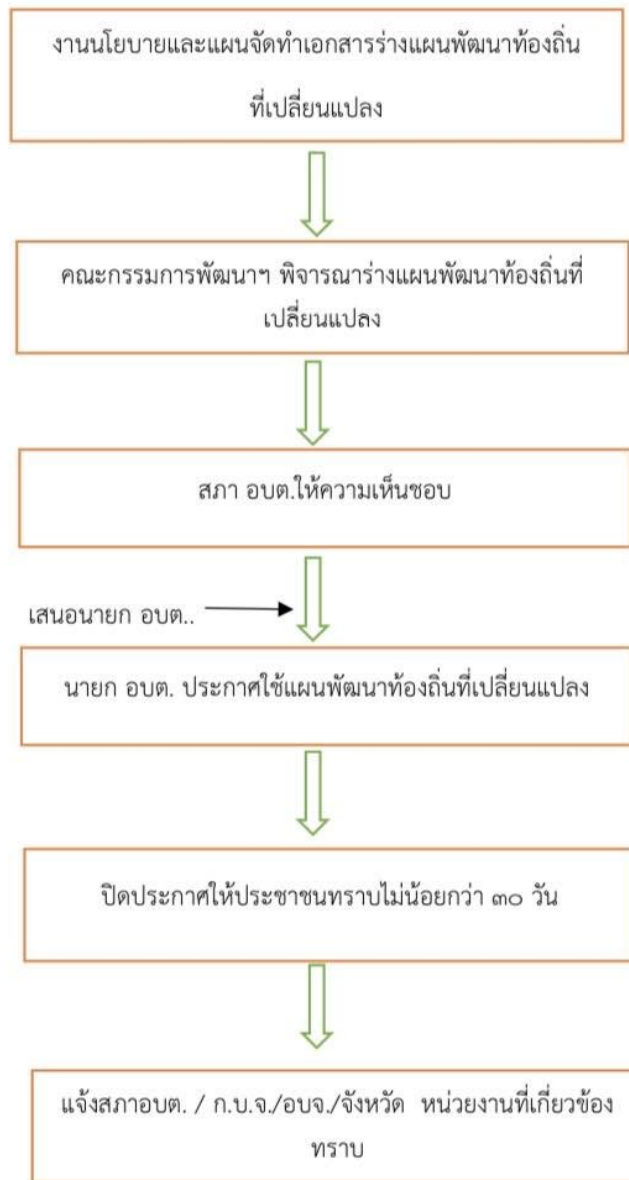 งานนโยบายและแผนจัดทำเอกสารร่างแผนพัฒนาท้องถิ่น
ที่เปลี่ยนแปลง
คณะกรรมการพัฒนาฯ พิจารณาร่างแผนพัฒนาท้องถิ่นที่
เปลี่ยนแปลง
สภา อบต.ให้ความเห็นชอบ
เสนอนายก อบต..
นายก อบต. ประกาศใช้แผนพัฒนาท้องถิ่นที่เปลี่ยนแปลง
ปิดประกาศให้ประชาชนทราบไม่น้อยกว่า ๓๐ วัน
แจ้งสภาอบต. / ก.บ.จ./อบจ./จังหวัด หน่วยงานที่เกี่ยวข้อง
ทราบ